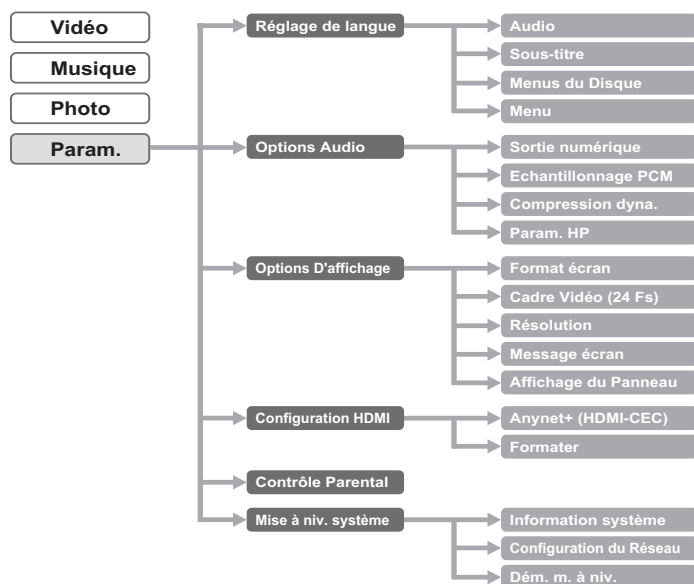 Vidéo
Musique
Photo
Param.
Réglage de langue
Audio
Sous-titre
Menus du Disque
Menu
Options Audio
Sortie numérique
Echantillonnage PCM
Compression dyna.
Param. HP
Options D'affichage
Format écran
Cadre Vidéo (24 Fs)
Résolution
Message écran
Affichage du Panneau
Configuration HDMI
Anynet+ (HDMI-CEC)
Formater
Contrôle Parental
Mise à niv. système
Information système
Configuration du Réseau
Dém. m. à niv.